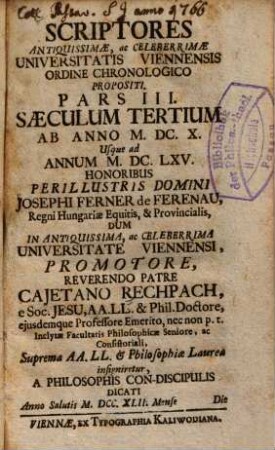 SCRIPTORES
ANTIQUISSIMÆ, ac CELEBERRIMÆ
UNIVERSITATIS VIENNENSIS
ORDINE CHRONOLOGICO
PROPOSITI.
PARS III.
SÆCULUM TERTIUM
AB ANNO M. DC. X.
Usque ad
ANNUM M. DC. LXV.
HONORIBUS
PERILLUSTRIS DOMINI
JOSEPHI FERNER de FERENAU,
Regni Hungariæ Equitis, & Provincialis,
DUM
IN ANTIQUISSIMA, ac CELEBERRIMA
UNIVERSITATE VIENNENSI,
PROMOTORE,
REVERENDO PATRE
CAJETANO RECHPACH,
e Soc. JESU, AA. LL. & Phil. Doctore,
ejusdemque Professore Emerito, nec non p. t.
Inclytæ Facultatis Philosophicæ Seniore, ac
Consistoriali,
Suprema AA. LL. & Philosophiæ Laurea
insigniretur,
A PHILOSOPHIS CON-DISCIPULIS
DICATI
Anno Salutis M. DCC. XLII. Mense Die
VIENNÆ, EX TYPOGRAPHIA KALIWODIANA.